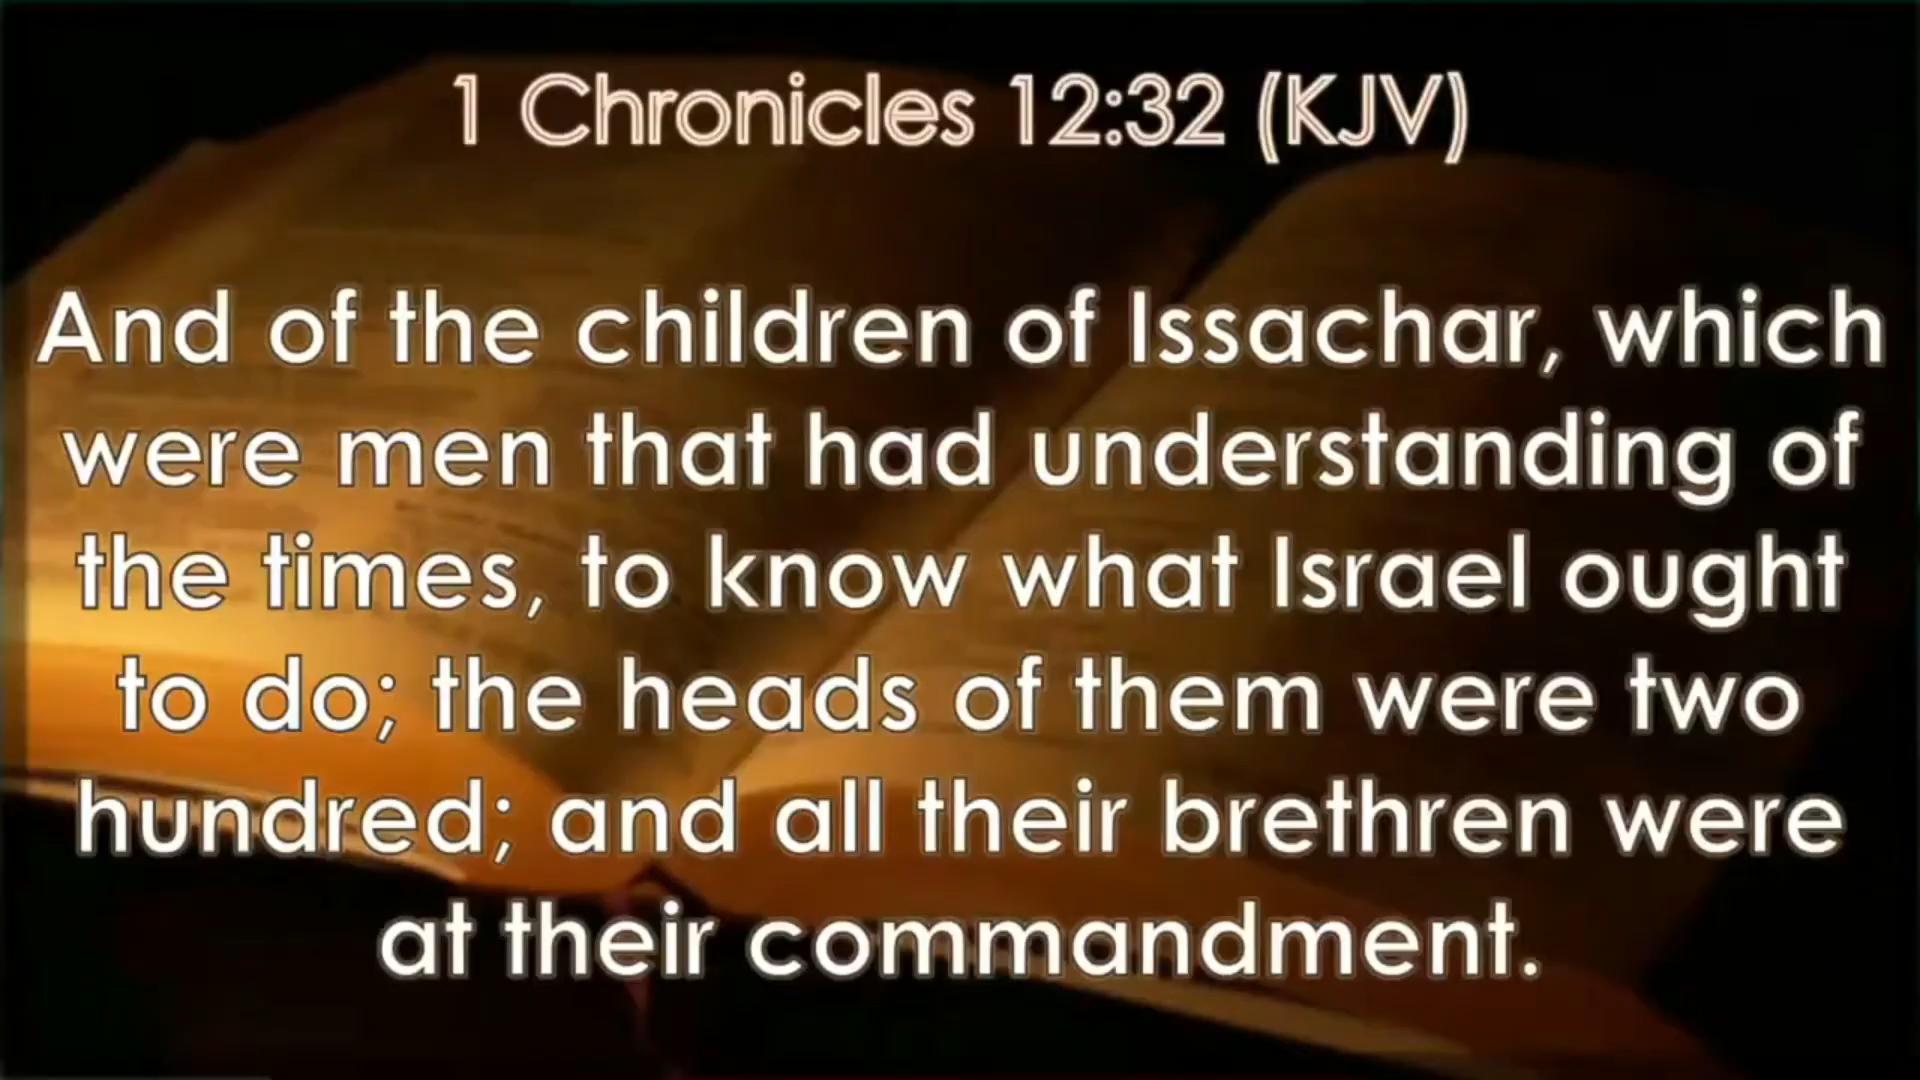 1 Chronicles 12:32 (KJV)
And of the children of Issachar, which
were men that had understanding of
the times, to know what Israel ought
to do; the heads of them were two
hundred; and all their brethren were
at their commandment.